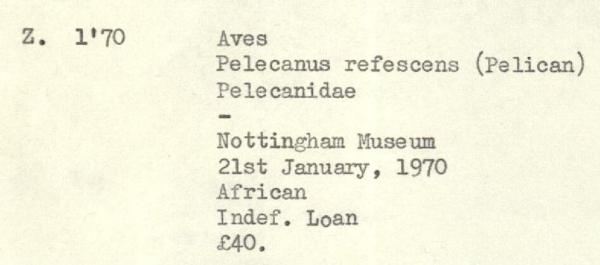 Z. 1'70 Aves
Pelecanus refescens (Pelican)
Pelecanidae
-
Nottingham Museum
21st January, 1970
African
Indef. Loan
£40.